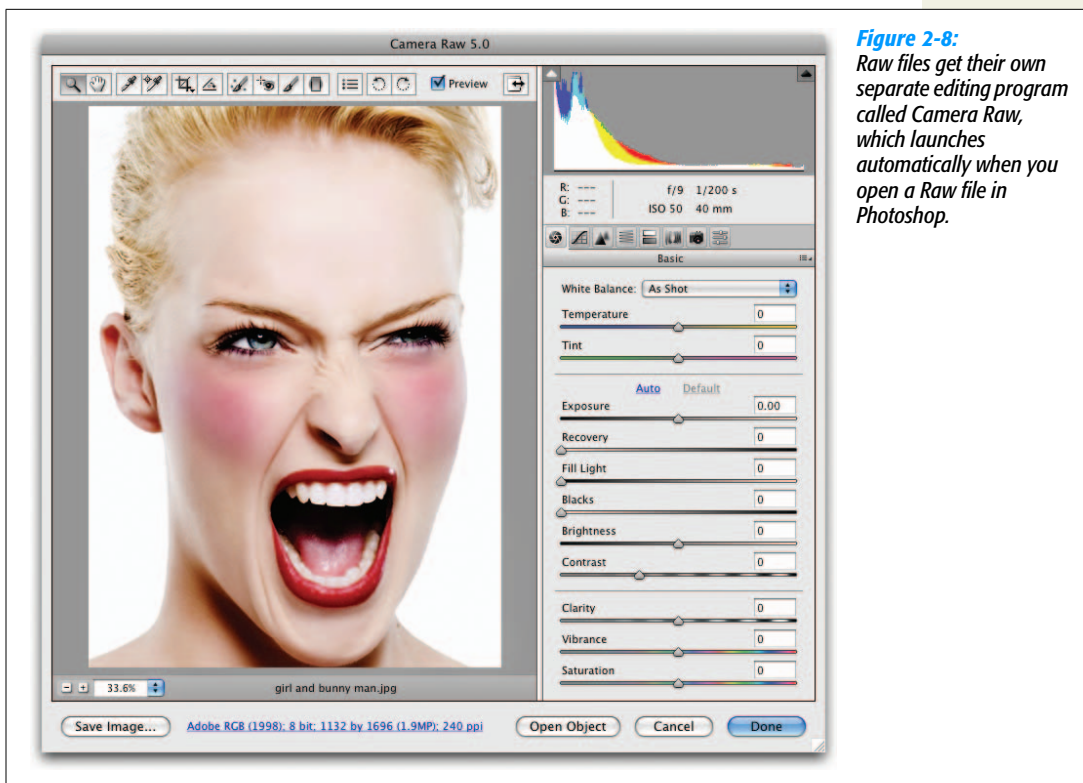 Camera Raw 5.0
Preview
R: ---
G: ---
B: ---
f/9 1/200 s
ISO 50 40 mm
Basic
White Balance: As Shot
Temperature 0
Tint 0
Auto Default
Exposure 0.00
Recovery 0
Fill Light 0
Blacks 0
Brightness 0
Contrast 0
Clarity 0
Vibrance 0
Saturation 0
33.6% girl and bunny man.jpg
Save Image... Adobe RGB (1998); 8 bit; 1132 by 1696 (1.9MP); 240 ppi Open Object Cancel Done
Figure 2-8:
Raw files get their own
separate editing program
called Camera Raw,
which launches
automatically when you
open a Raw file in
Photoshop.